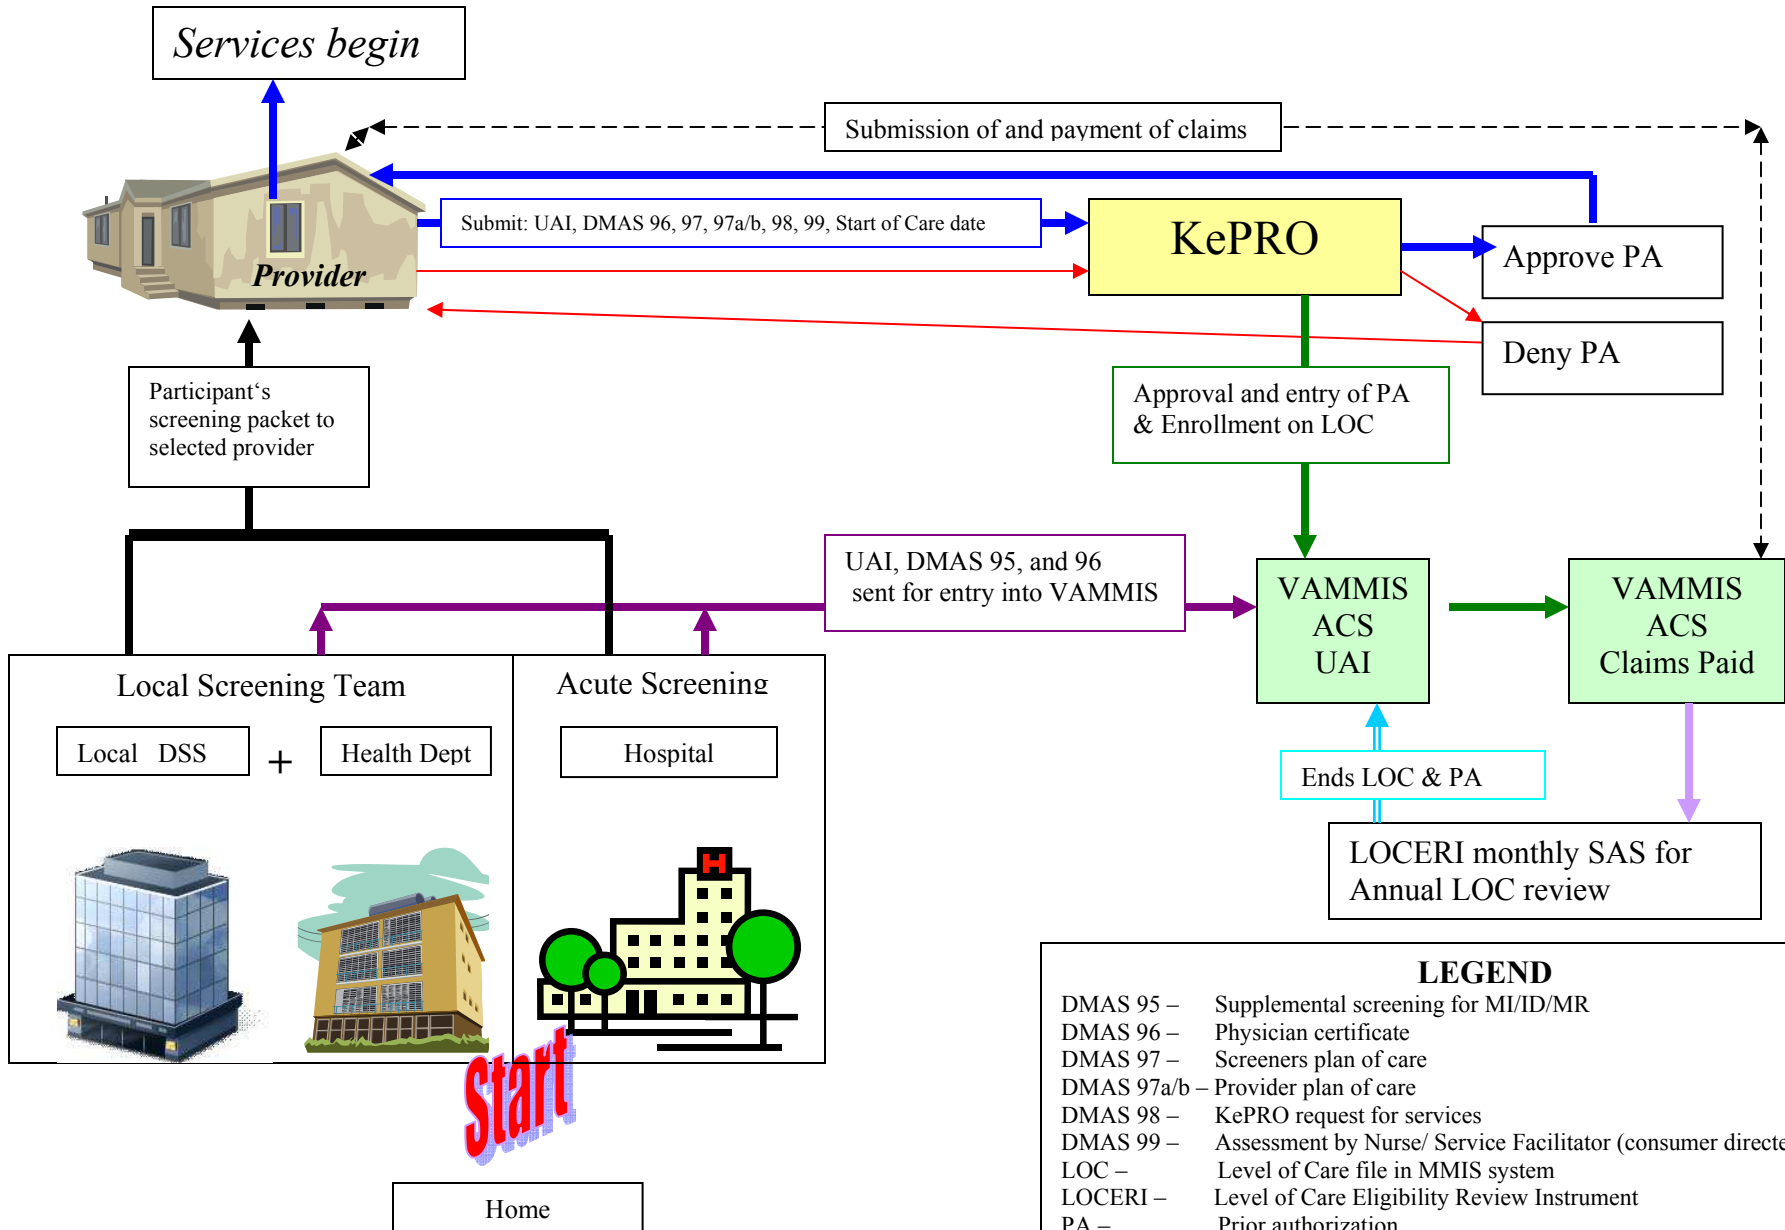 Services begin
Submission of and payment of claims
Submit: UAI, DMAS 96, 97, 97a/b, 98, 99, Start of Care date
KePRO
Approve PA
Provider
Deny PA
Participant‘s
screening packet to
selected provider
Approval and entry of PA
& Enrollment on LOC
UAI, DMAS 95, and 96
sent for entry into VAMMIS
VAMMIS
ACS
UAI
VAMMIS
ACS
Claims Paid
Local Screening Team
Acute Screening
Local DSS
+
Health Dept
Hospital
Ends LOC & PA
LOCERI monthly SAS for
Annual LOC review
H
Start
Home
LEGEND
DMAS 95 – Supplemental screening for MI/ID/MR
DMAS 96 – Physician certificate
DMAS 97 – Screeners plan of care
DMAS 97a/b – Provider plan of care
DMAS 98 – KePRO request for services
DMAS 99 – Assessment by Nurse/ Service Facilitator (consumer directe
LOC – Level of Care file in MMIS system
LOCERI – Level of Care Eligibility Review Instrument
PA – Prior authorization